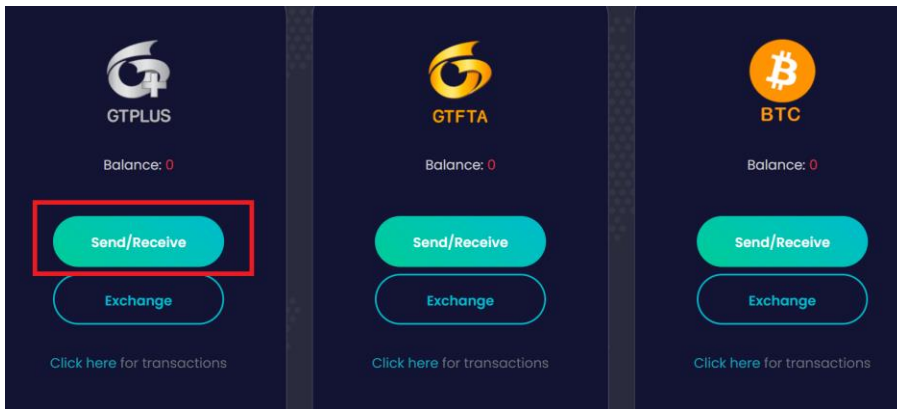 GTPLUS
Balance: 0
Send/Receive
Exchange
Click here for transactions
GTFTA
Balance: 0
Send/Receive
Exchange
Click here for transactions
BTC
Balance: 0
Send/Receive
Exchange
Click here for transactions